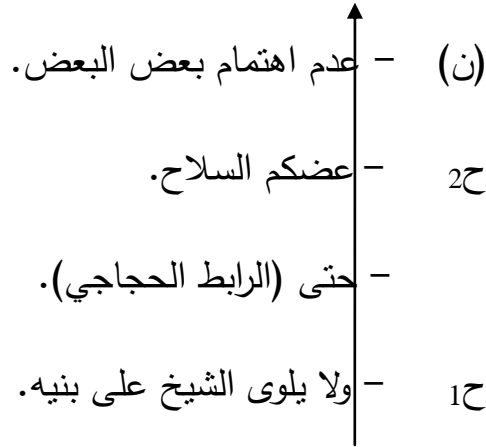 (ن) – عدم اهتمام بعض البعض.
ح2 – عضكم السلاح.
– حتى (الرابط الحجاجي).
ح1 – ولا يلوى الشيخ على بنيه.